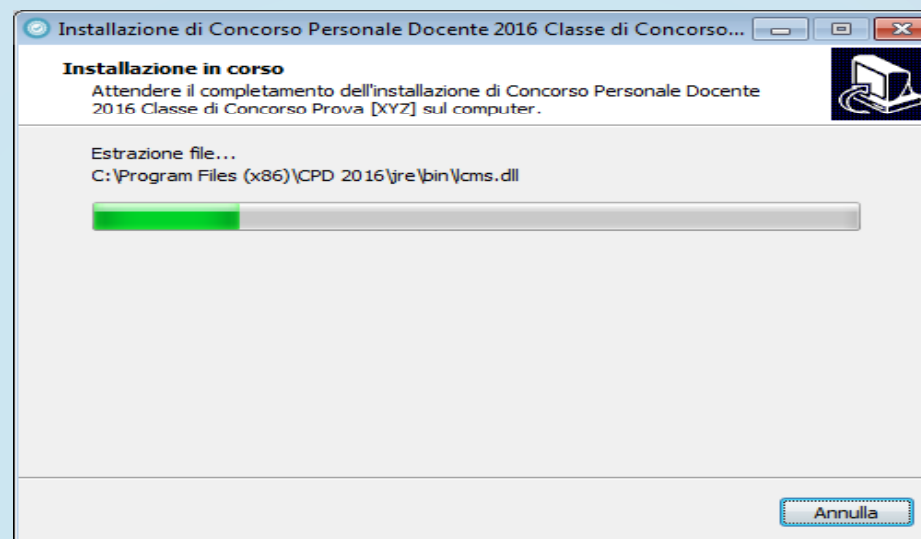 Installazione di Concorso Personale Docente 2016 Classe di Concorso...
Installazione in corso
Attendere il completamento dell'installazione di Concorso Personale Docente
2016 Classe di Concorso Prova [XYZ] sul computer.
Estrazione file...
C:\Program Files (x86)\CPD 2016\jre\bin\lcms.dll
Annulla